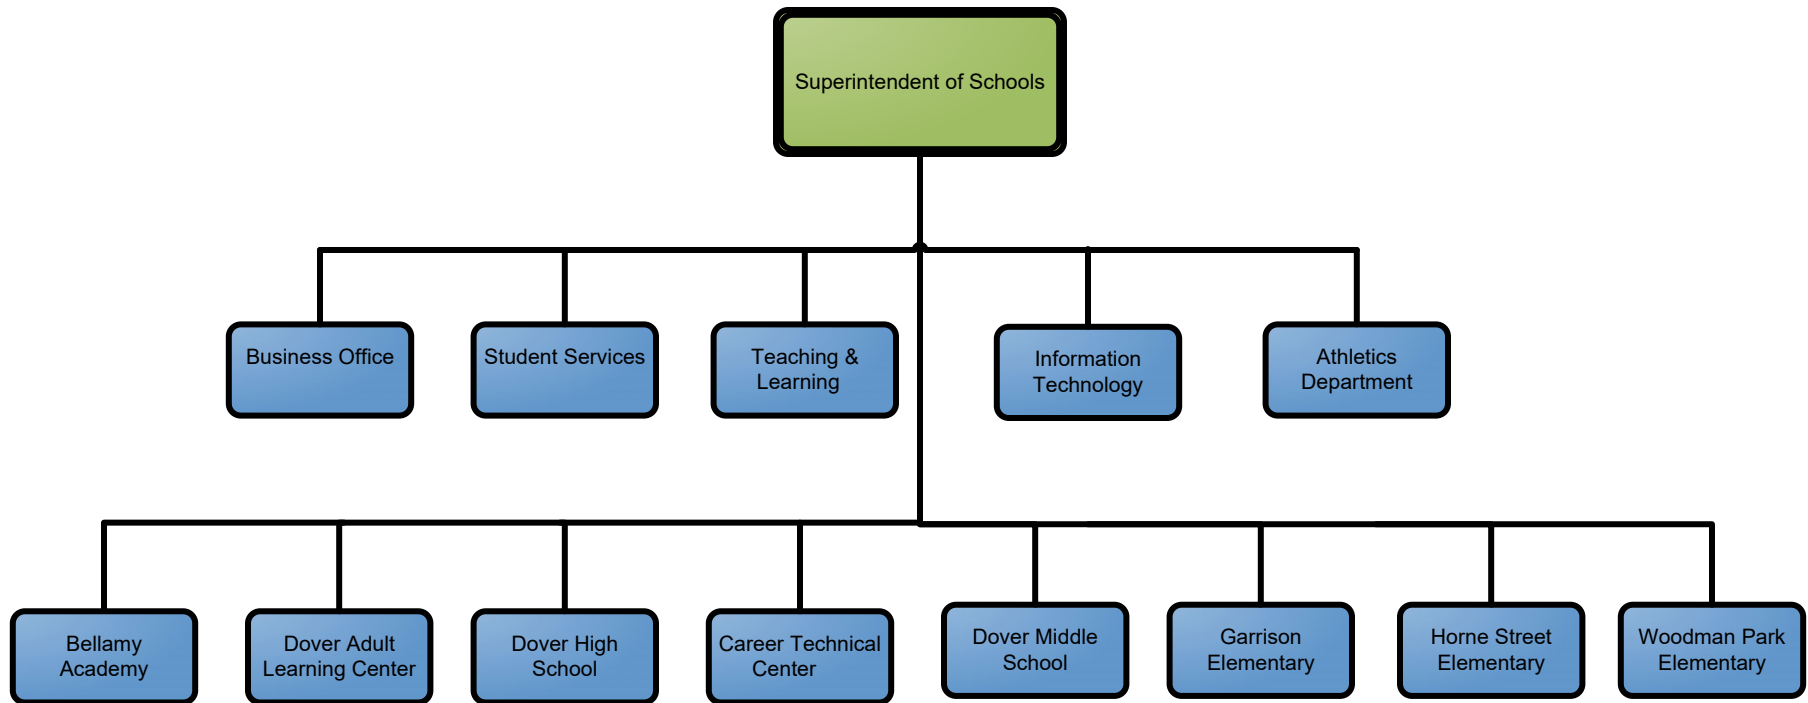 Superintendent of Schools
Business Office
Student Services
Teaching &
Learning
Information
Technology
Athletics
Department
Bellamy
Academy
Dover Adult
Learning Center
Dover High
School
Career Technical
Center
Dover Middle
School
Garrison
Elementary
Horne Street
Elementary
Woodman Park
Elementary